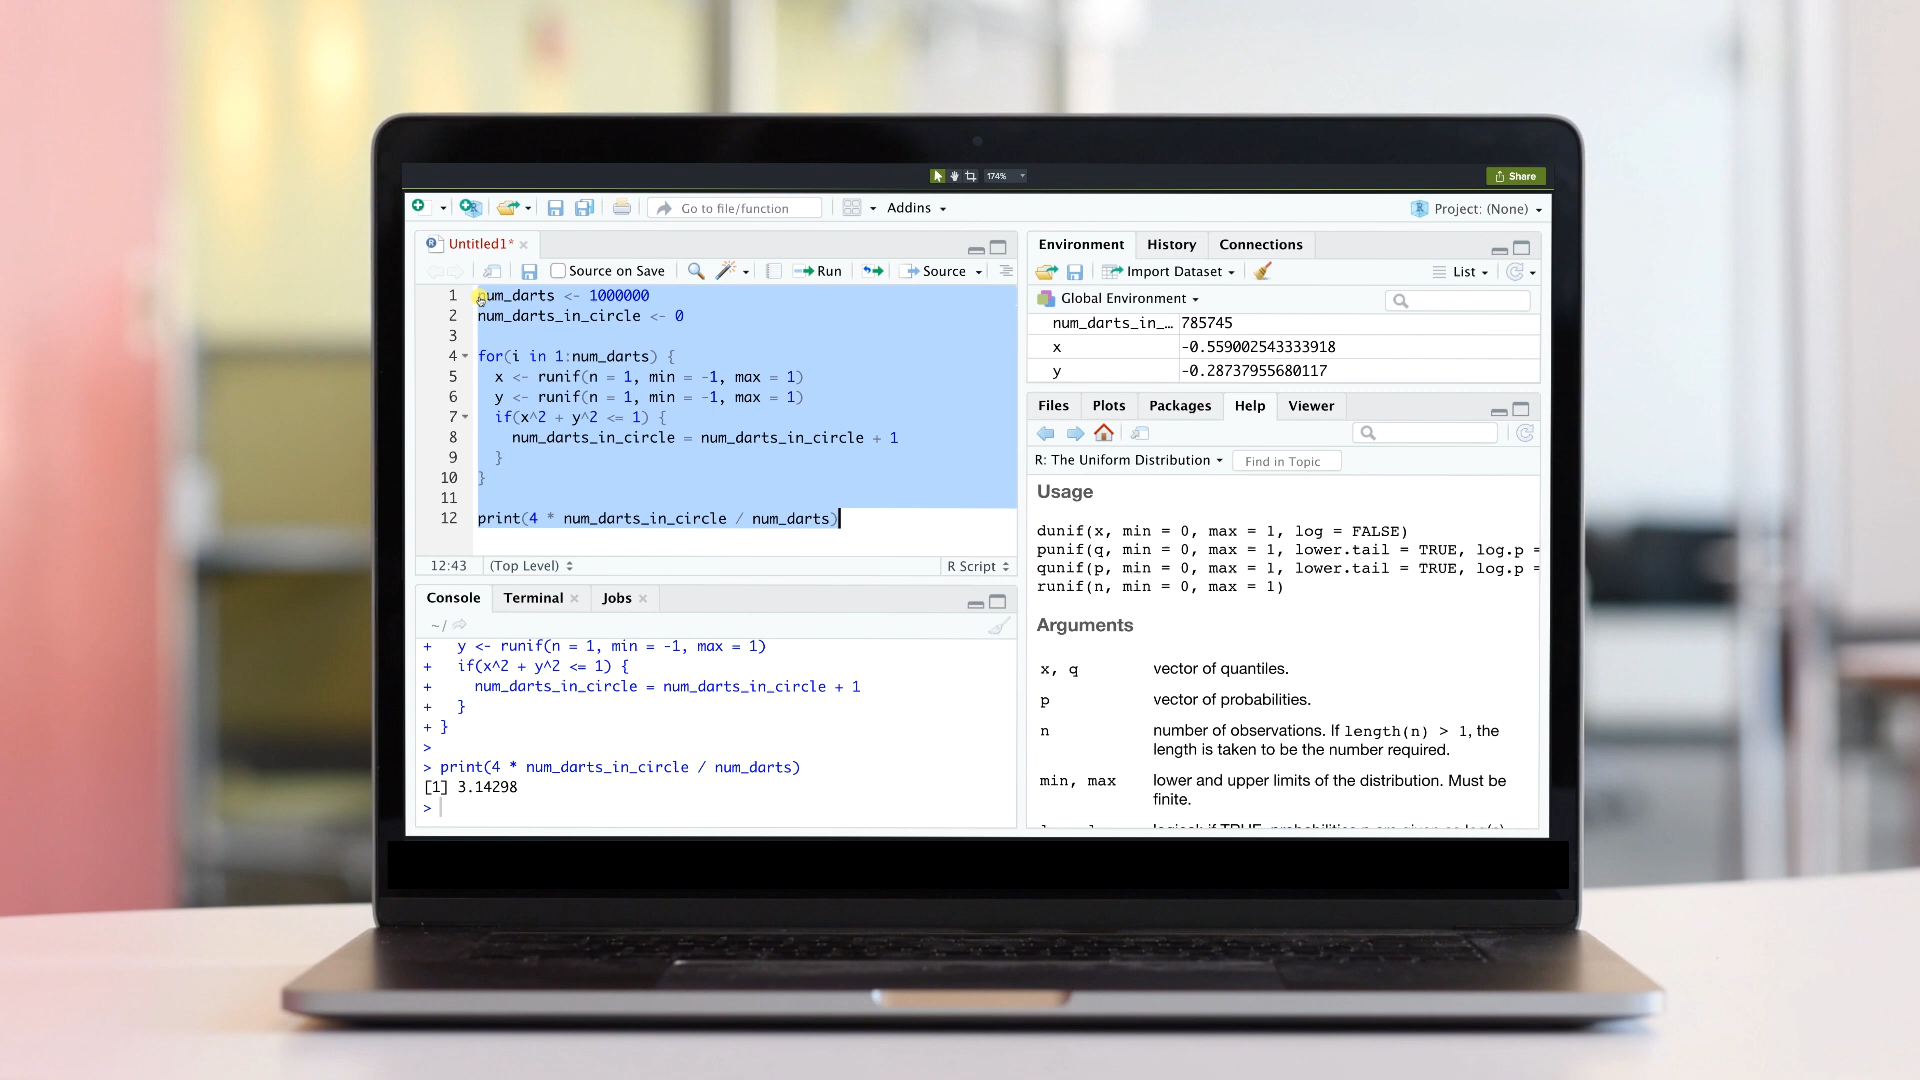 174%
Share
Go to file/function
Addins
Project: (None)
Untitled1*
Source on Save
Run
Source
1 num_darts <- 1000000
2 num_darts_in_circle <- 0
3
4 for(i in 1:num_darts) {
5 x <- runif(n = 1, min = -1, max = 1)
6 y <- runif(n = 1, min = -1, max = 1)
7 if(x^2 + y^2 <= 1) {
8 num_darts_in_circle = num_darts_in_circle + 1
9 }
10 }
11
12 print(4 * num_darts_in_circle / num_darts)
12:43 (Top Level) R Script
Console Terminal Jobs
~/
+ y <- runif(n = 1, min = -1, max = 1)
+ if(x^2 + y^2 <= 1) {
+ num_darts_in_circle = num_darts_in_circle + 1
+ }
+ }
>
> print(4 * num_darts_in_circle / num_darts)
[1] 3.14298
>
Environment History Connections
Import Dataset List
Global Environment
num_darts_in_… 785745
x -0.559002543333918
y -0.28737955680117
Files Plots Packages Help Viewer
R: The Uniform Distribution Find in Topic
Usage
dunif(x, min = 0, max = 1, log = FALSE)
punif(q, min = 0, max = 1, lower.tail = TRUE, log.p =
qunif(p, min = 0, max = 1, lower.tail = TRUE, log.p =
runif(n, min = 0, max = 1)
Arguments
x, q vector of quantiles.
p vector of probabilities.
n number of observations. If length(n) > 1, the
length is taken to be the number required.
min, max lower and upper limits of the distribution. Must be
finite.